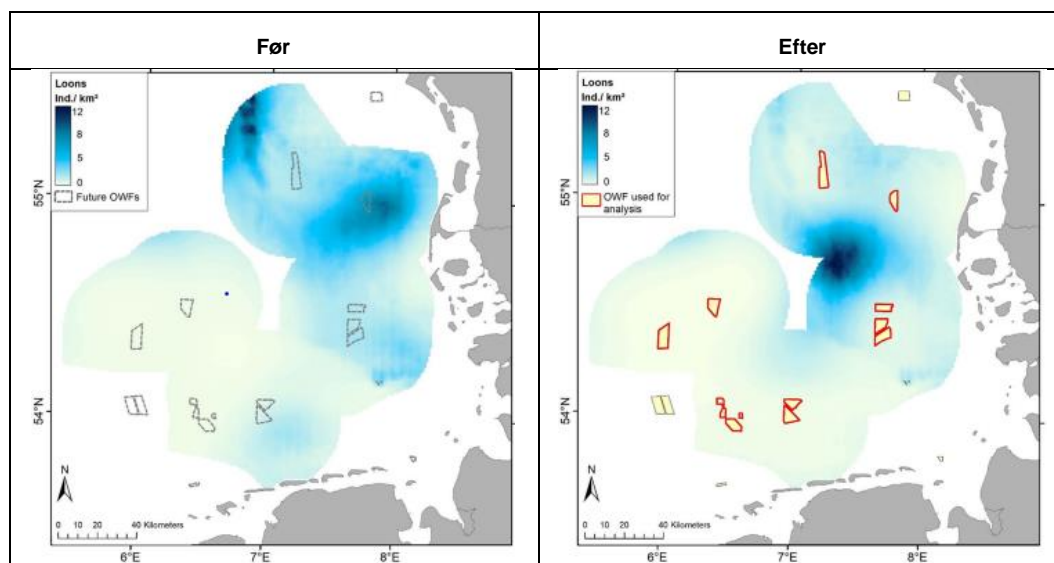 Før
Efter
Loons
Ind./ km²
12
8
4
0
Future OWFs
55°N
54°N
N
0 10 20 40 Kilometers
6°E
7°E
8°E
Loons
Ind./ km²
12
8
4
0
OWF used for
analysis
55°N
54°N
N
0 10 20 40 Kilometers
6°E
7°E
8°E